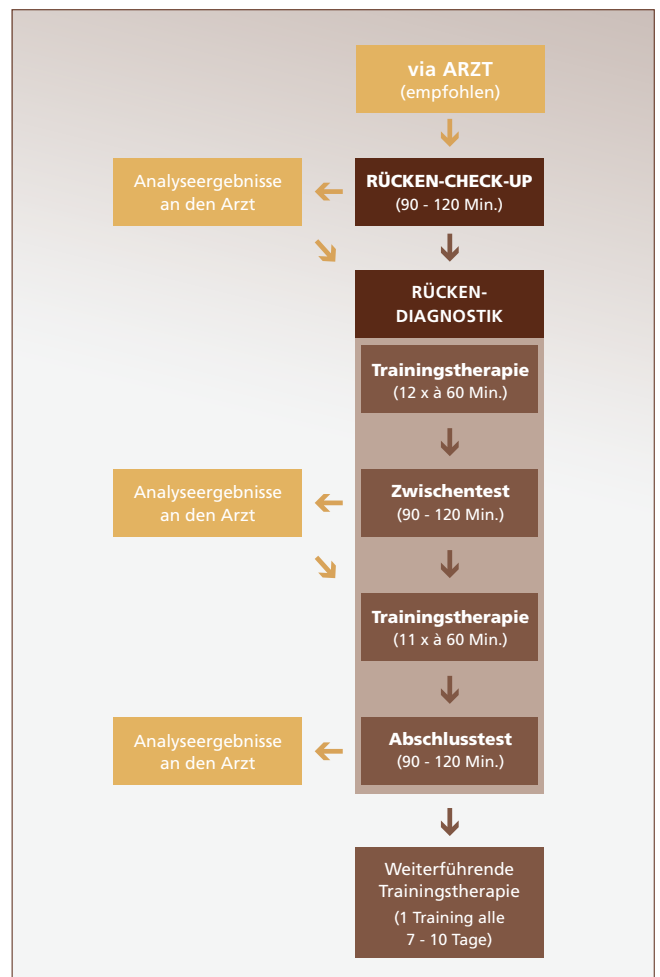 via ARZT
(empfohlen)
Analyseergebnisse
an den Arzt
RÜCKEN-CHECK-UP
(90 - 120 Min.)
RÜCKEN-
DIAGNOSTIK
Trainingstherapie
(12 x à 60 Min.)
Analyseergebnisse
an den Arzt
Zwischentest
(90 - 120 Min.)
Trainingstherapie
(11 x à 60 Min.)
Analyseergebnisse
an den Arzt
Abschlusstest
(90 - 120 Min.)
Weiterführende
Trainingstherapie
(1 Training alle
7 - 10 Tage)